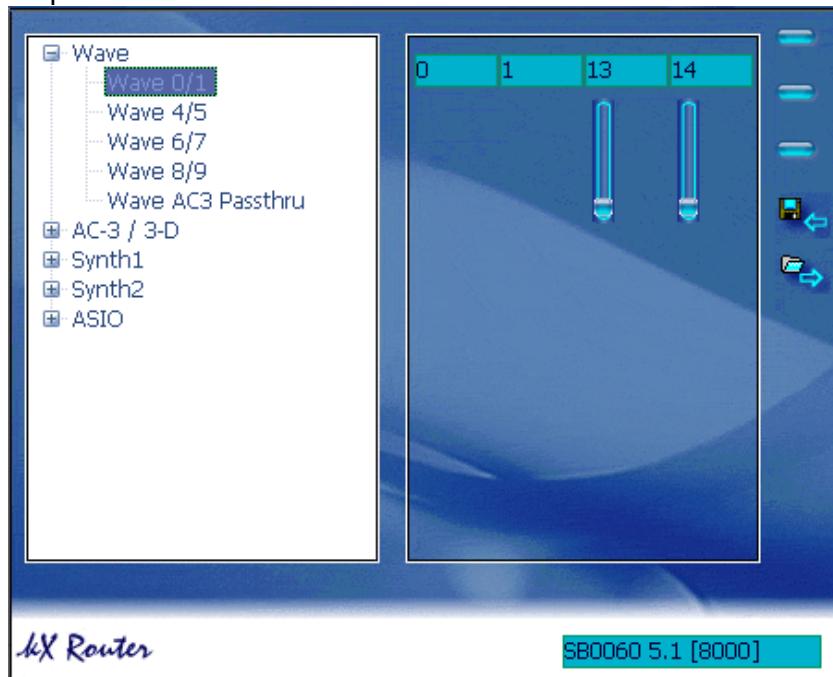 Wave
Wave 0/1
Wave 4/5
Wave 6/7
Wave 8/9
Wave AC3 Passthru
AC-3 / 3-D
Synth1
Synth2
ASIO
0 1 13 14
kX Router
SB0060 5.1 [8000]